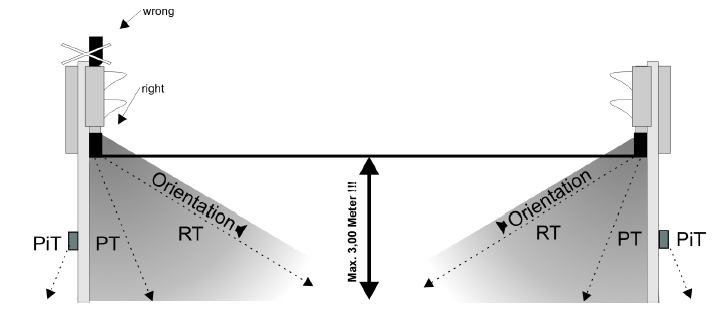 wrong
right
Orientation
Orientation
Max. 3,00 Meter !!!
PiT
PT
RT
RT
PT
PiT